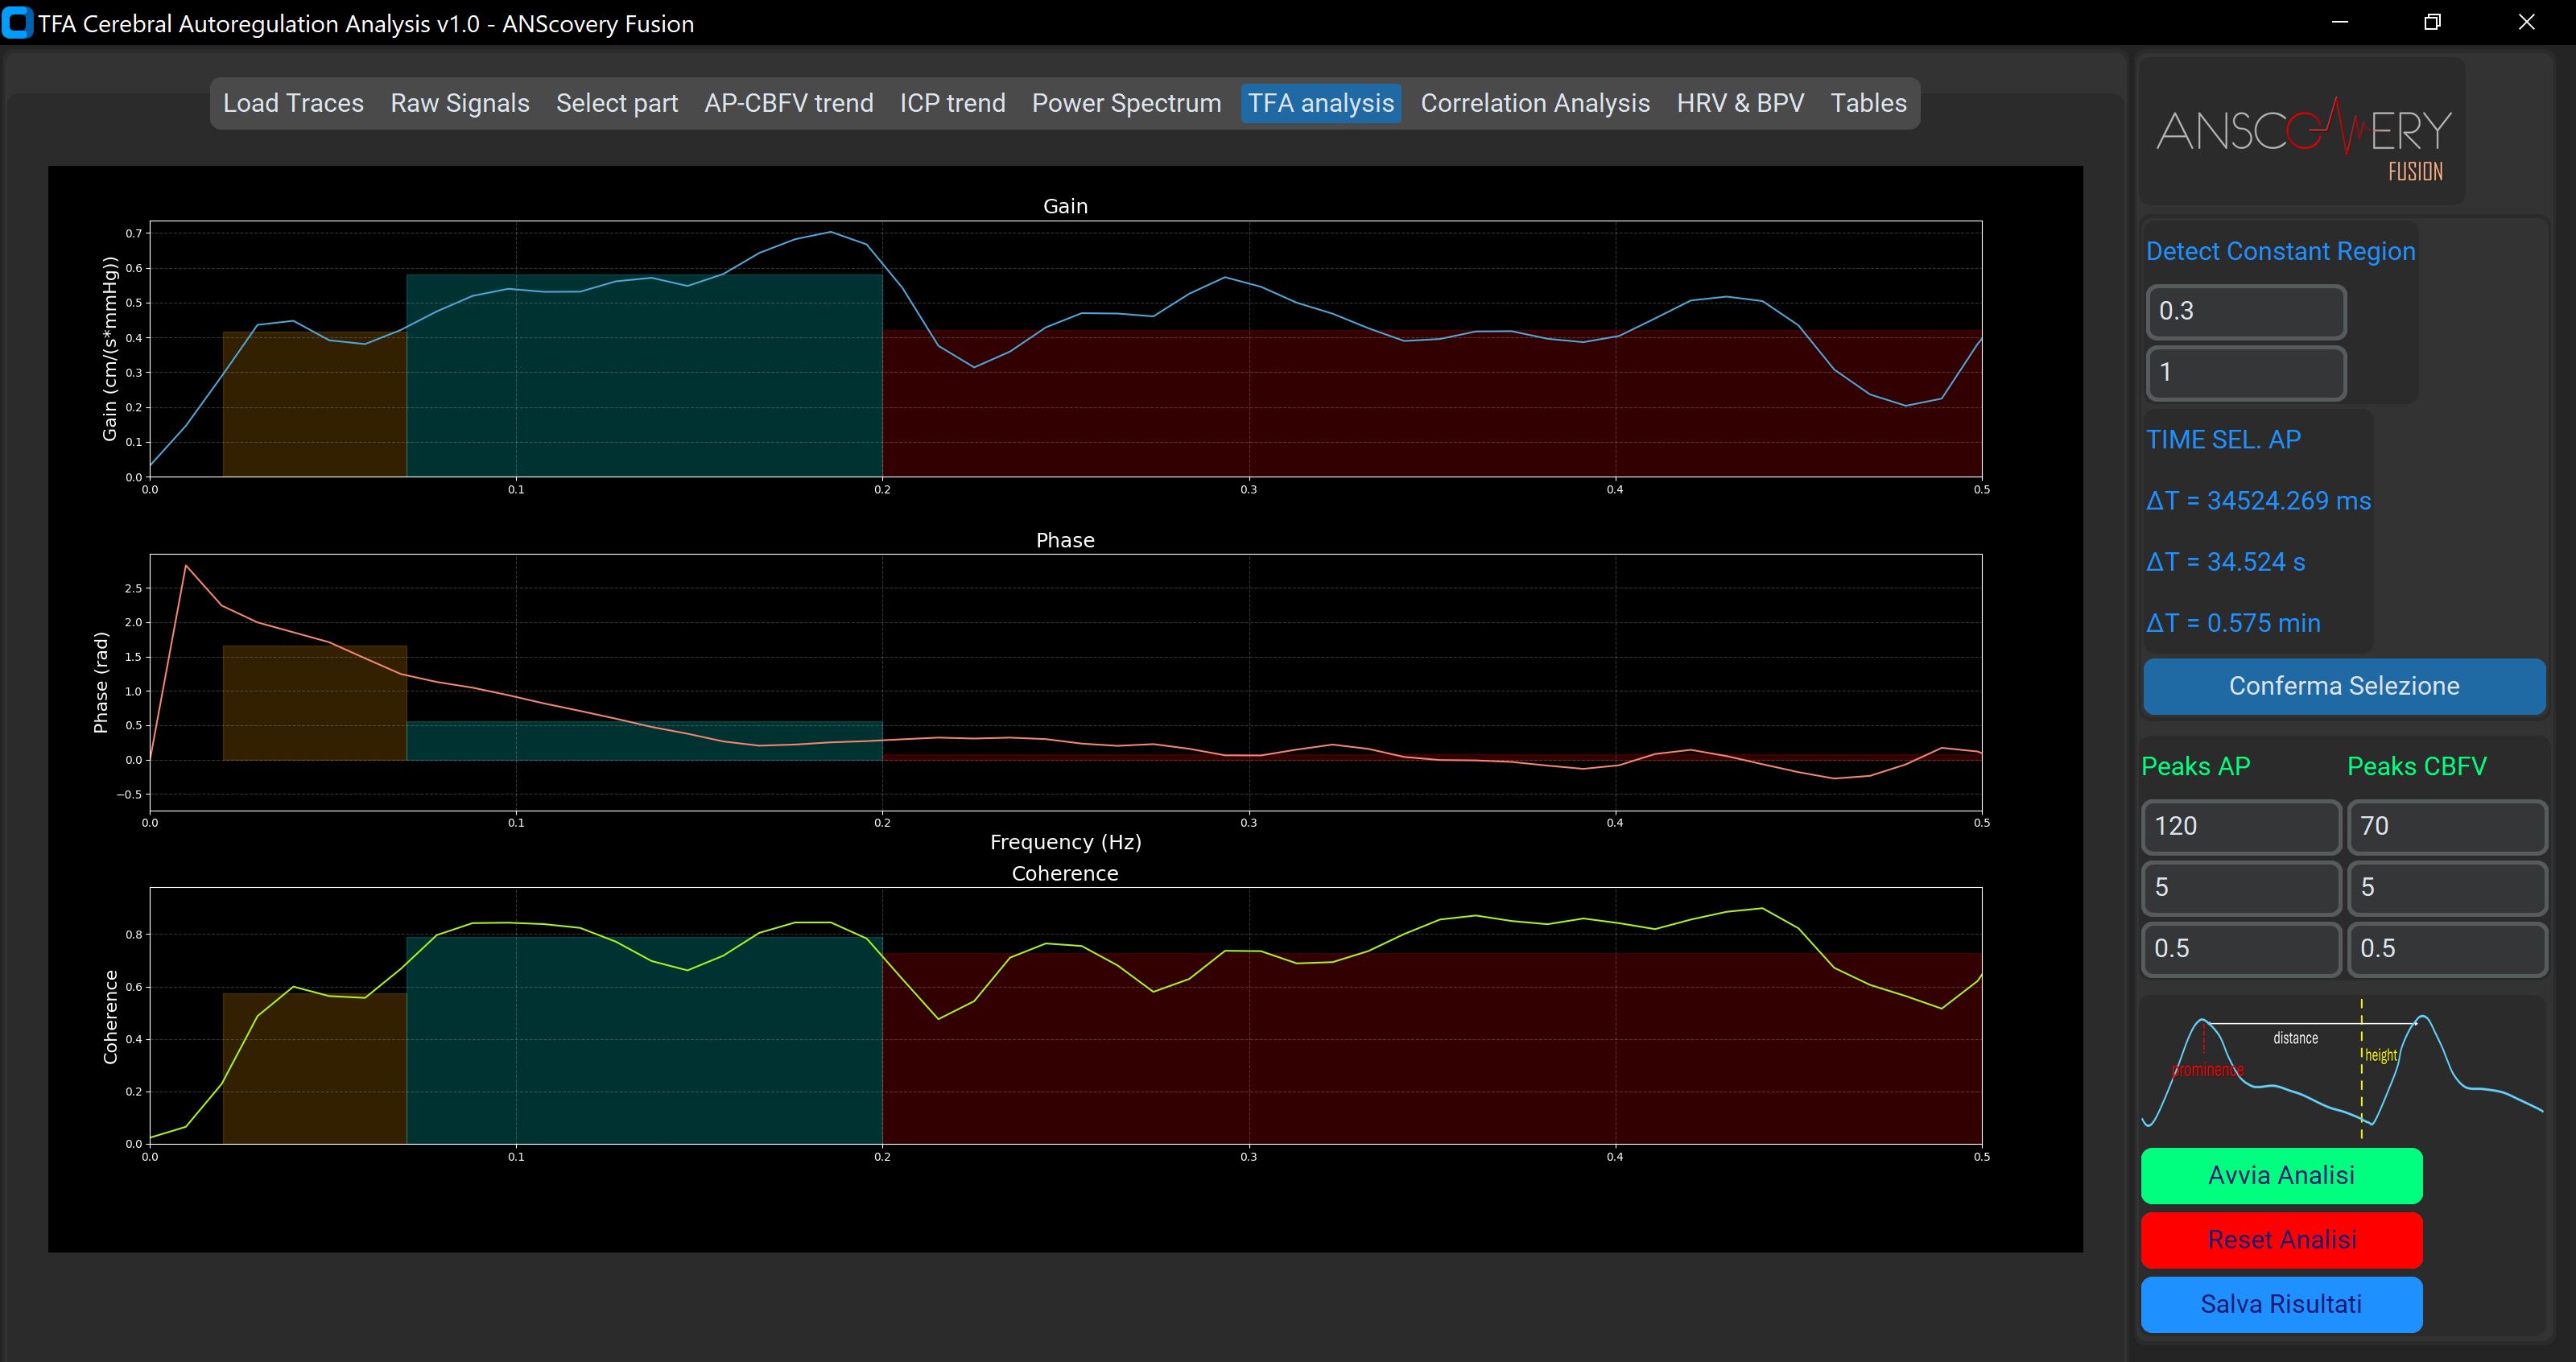 TFA Cerebral Autoregulation Analysis v1.0 - ANScovery Fusion
Load Traces Raw Signals Select part AP-CBFV trend ICP trend Power Spectrum TFA analysis Correlation Analysis HRV & BPV Tables
Gain
Gain (cm/(s*mmHg))
0.7
0.6
0.5
0.4
0.3
0.2
0.1
0.0
0.0 0.1 0.2 0.3 0.4 0.5
Phase
Phase (rad)
2.5
2.0
1.5
1.0
0.5
0.0
−0.5
0.0 0.1 0.2 0.3 0.4 0.5
Frequency (Hz)
Coherence
Coherence
0.8
0.6
0.4
0.2
0.0
0.0 0.1 0.2 0.3 0.4 0.5
ANSCOVERY
FUSION
Detect Constant Region
0.3
1
TIME SEL. AP
ΔT = 34524.269 ms
ΔT = 34.524 s
ΔT = 0.575 min
Conferma Selezione
Peaks AP Peaks CBFV
120 70
5 5
0.5 0.5
distance
height
prominence
Avvia Analisi
Reset Analisi
Salva Risultati